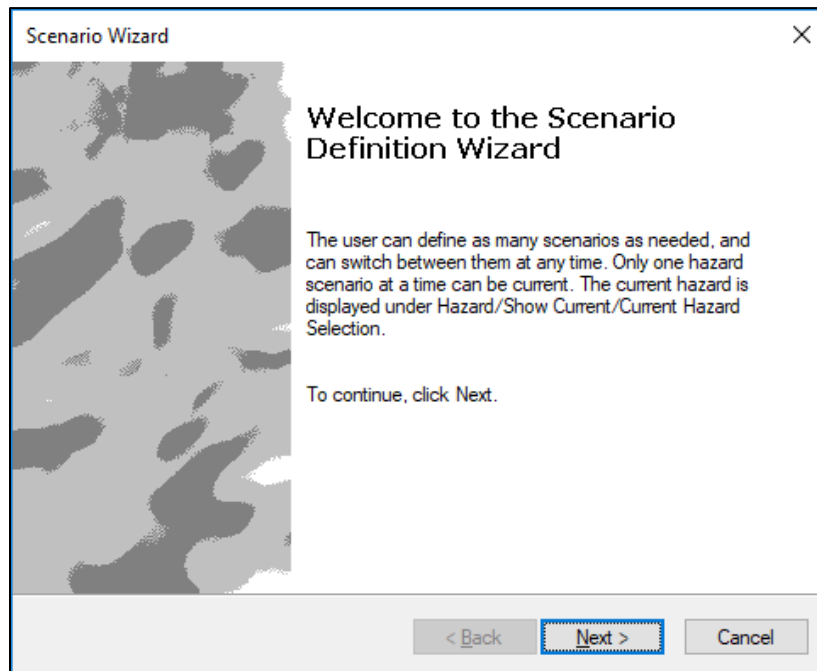 Scenario Wizard
Welcome to the Scenario
Definition Wizard
The user can define as many scenarios as needed, and
can switch between them at any time. Only one hazard
scenario at a time can be current. The current hazard is
displayed under Hazard/Show Current/Current Hazard
Selection.
To continue, click Next.
< Back Next > Cancel